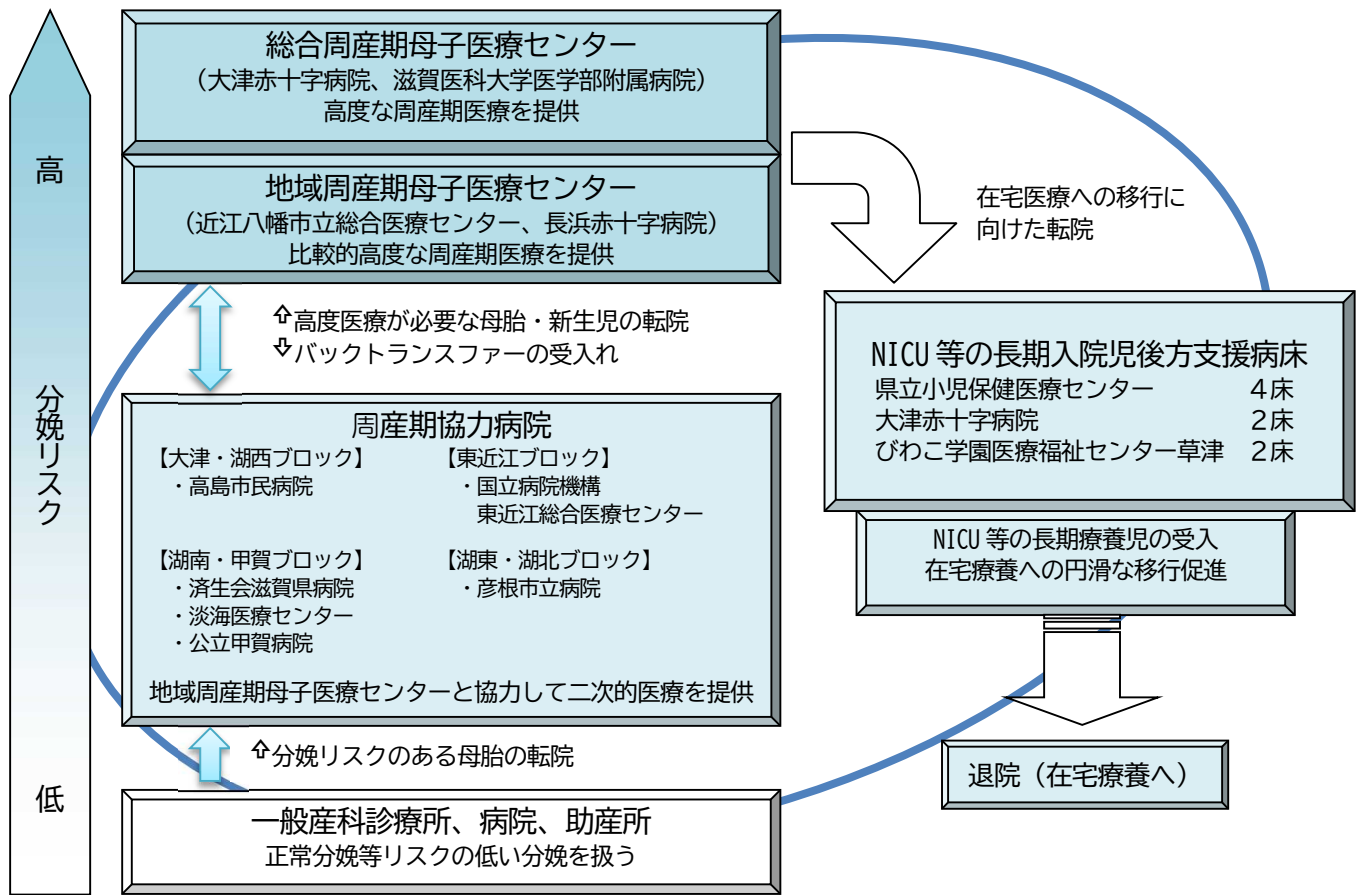 高
分娩リスク
低
総合周産期母子医療センター
（大津赤十字病院、滋賀医科大学医学部附属病院）
高度な周産期医療を提供
地域周産期母子医療センター
（近江八幡市立総合医療センター、長浜赤十字病院）
比較的高度な周産期医療を提供
在宅医療への移行に
向けた転院
⇧高度医療が必要な母胎・新生児の転院
⇩バックトランスファーの受入れ
周産期協力病院
【大津・湖西ブロック】
・高島市民病院
【東近江ブロック】
・国立病院機構
東近江総合医療センター
【湖南・甲賀ブロック】
・済生会滋賀県病院
・淡海医療センター
・公立甲賀病院
【湖東・湖北ブロック】
・彦根市立病院
地域周産期母子医療センターと協力して二次的医療を提供
⇧分娩リスクのある母胎の転院
一般産科診療所、病院、助産所
正常分娩等リスクの低い分娩を扱う
NICU 等の長期入院児後方支援病床
県立小児保健医療センター　４床
大津赤十字病院　２床
びわこ学園医療福祉センター草津　２床
NICU 等の長期療養児の受入
在宅療養への円滑な移行促進
退院（在宅療養へ）